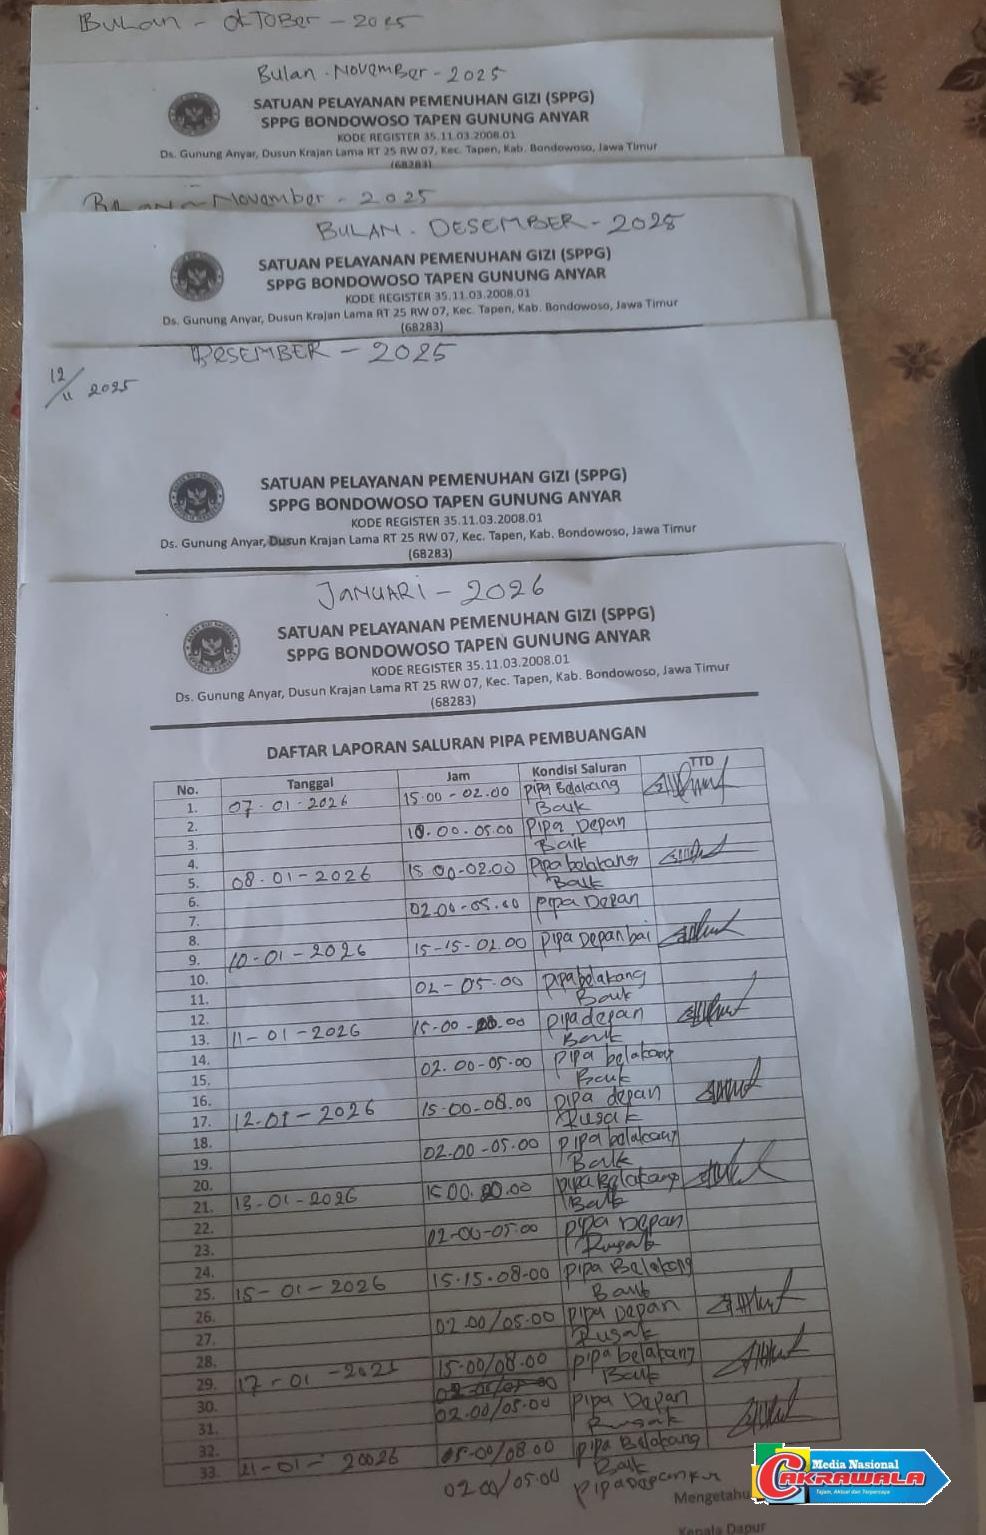 Bulan - OKTOBER - 2025
Bulan - November - 2025
SATUAN PELAYANAN PEMENUHAN GIZI (SPPG)
SPPG BONDOWOSO TAPEN GUNUNG ANYAR
KODE REGISTER 35.11.03.2008.01
Ds. Gunung Anyar, Dusun Krajan Lama RT 25 RW 07, Kec. Tapen, Kab. Bondowoso, Jawa Timur
(68283)
November - 2025
BULAN - DESEMBER - 2025
SATUAN PELAYANAN PEMENUHAN GIZI (SPPG)
SPPG BONDOWOSO TAPEN GUNUNG ANYAR
KODE REGISTER 35.11.03.2008.01
Ds. Gunung Anyar, Dusun Krajan Lama RT 25 RW 07, Kec. Tapen, Kab. Bondowoso, Jawa Timur
(68283)
DESEMBER - 2025
12/11 2025
SATUAN PELAYANAN PEMENUHAN GIZI (SPPG)
SPPG BONDOWOSO TAPEN GUNUNG ANYAR
KODE REGISTER 35.11.03.2008.01
Ds. Gunung Anyar, Dusun Krajan Lama RT 25 RW 07, Kec. Tapen, Kab. Bondowoso, Jawa Timur
(68283)
JANUARI - 2026
SATUAN PELAYANAN PEMENUHAN GIZI (SPPG)
SPPG BONDOWOSO TAPEN GUNUNG ANYAR
KODE REGISTER 35.11.03.2008.01
Ds. Gunung Anyar, Dusun Krajan Lama RT 25 RW 07, Kec. Tapen, Kab. Bondowoso, Jawa Timur
(68283)
DAFTAR LAPORAN SALURAN PIPA PEMBUANGAN
No. Tanggal Jam Kondisi Saluran TTD
1. 07-01-2026 15.00-02.00 Pipa Belakang
Baik
2. 00-05.00 Pipa Depan
3. Baik
4. Pipa belakang
5. 08-01-2026 15.00-02.00 Baik
6. 02.00-05.00 Pipa Depan
7.
8.
9. 10-01-2026 15-15-02.00 Pipa Depan bai
10. 02-05.00 Pipa belakang
11. Baik
12. Pipa depan
13. 11-01-2026 15-00 Baik
14. 02.00-05.00 Pipa belakang
15. Baik
16. Pipa depan
17. 12-01-2026 15-00-08.00 Rusak
18. 02.00-05.00 Pipa belakang
19. Baik
20. Pipa Belakang
21. 13-01-2026 15 00. 20.00 Baik
22. 02-00-05.00 Pipa Depan
23. Rusak
24. Pipa Belakang
25. 15-01-2026 15.15.08-00 Baik
26. 02.00/05.00 Pipa Depan
27. Rusak
28. 15-00/08.00 Pipa belakang
29. 17-01-2025 Baik
30. 02.00/05.00 Pipa Depan
31. Rusak
32. 05-00/08.00 Pipa Belakang
33. 21-01-20026 Baik
02.00/05.00
Mengetahu
Kepala Dapur
Media Nasional
CAKRAWALA
Tajam, Aktual dan Terpercaya